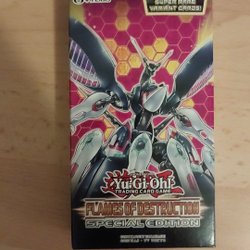 SUPER RARE
VARIANT CARDS!
Yu-Gi-Oh!
TRADING CARD GAME
FLAMES OF DESTRUCTION
SPECIAL EDITION